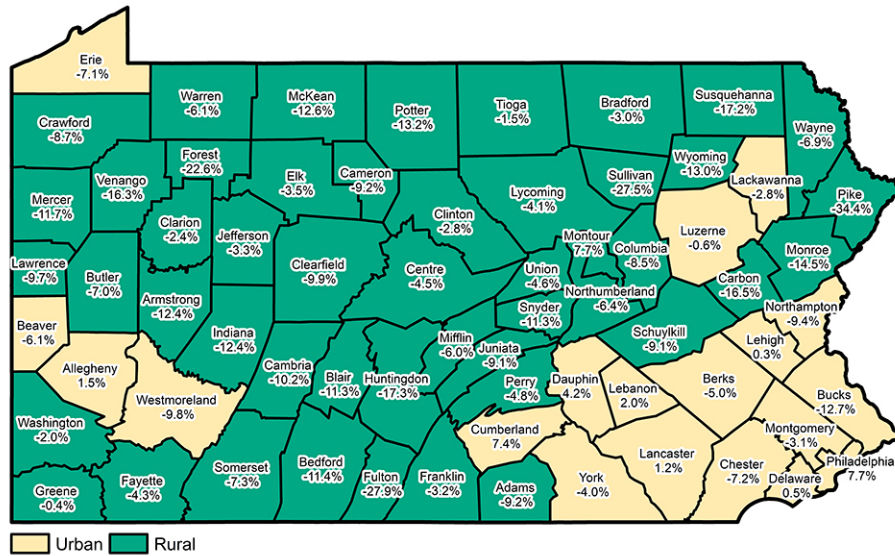 Erie
-7.1%
Warren
-6.1%
McKean
-12.6%
Potter
-13.2%
Tioga
-1.5%
Bradford
-3.0%
Susquehanna
-17.2%
Crawford
-8.7%
Wayne
-6.9%
Forest
-22.6%
Venango
-16.3%
Elk
-3.5%
Cameron
-9.2%
Sullivan
-27.5%
Wyoming
-13.0%
Lackawanna
-2.8%
Pike
-34.4%
Mercer
-11.7%
Clarion
-2.4%
Lycoming
-4.1%
Clinton
-2.8%
Jefferson
-3.3%
Luzerne
-0.6%
Montour
7.7%
Columbia
-8.5%
Monroe
-14.5%
Lawrence
-9.7%
Butler
-7.0%
Clearfield
-9.9%
Centre
-4.5%
Union
-4.6%
Carbon
-16.5%
Armstrong
-12.4%
Northumberland
-6.4%
Northampton
-9.4%
Snyder
-11.3%
Beaver
-6.1%
Indiana
-12.4%
Mifflin
-6.0%
Schuylkill
-9.1%
Lehigh
0.3%
Juniata
-9.1%
Allegheny
1.5%
Cambria
-10.2%
Blair
-11.3%
Huntingdon
-17.3%
Perry
-4.8%
Dauphin
4.2%
Lebanon
2.0%
Berks
-5.0%
Bucks
-12.7%
Westmoreland
-9.8%
Washington
-2.0%
Cumberland
7.4%
Montgomery
-3.1%
Lancaster
1.2%
Chester
-7.2%
Philadelphia
7.7%
Somerset
-7.3%
Bedford
-11.4%
Fulton
-27.9%
Franklin
-3.2%
Adams
-9.2%
York
-4.0%
Delaware
0.5%
Fayette
-4.3%
Greene
-0.4%
Urban
Rural